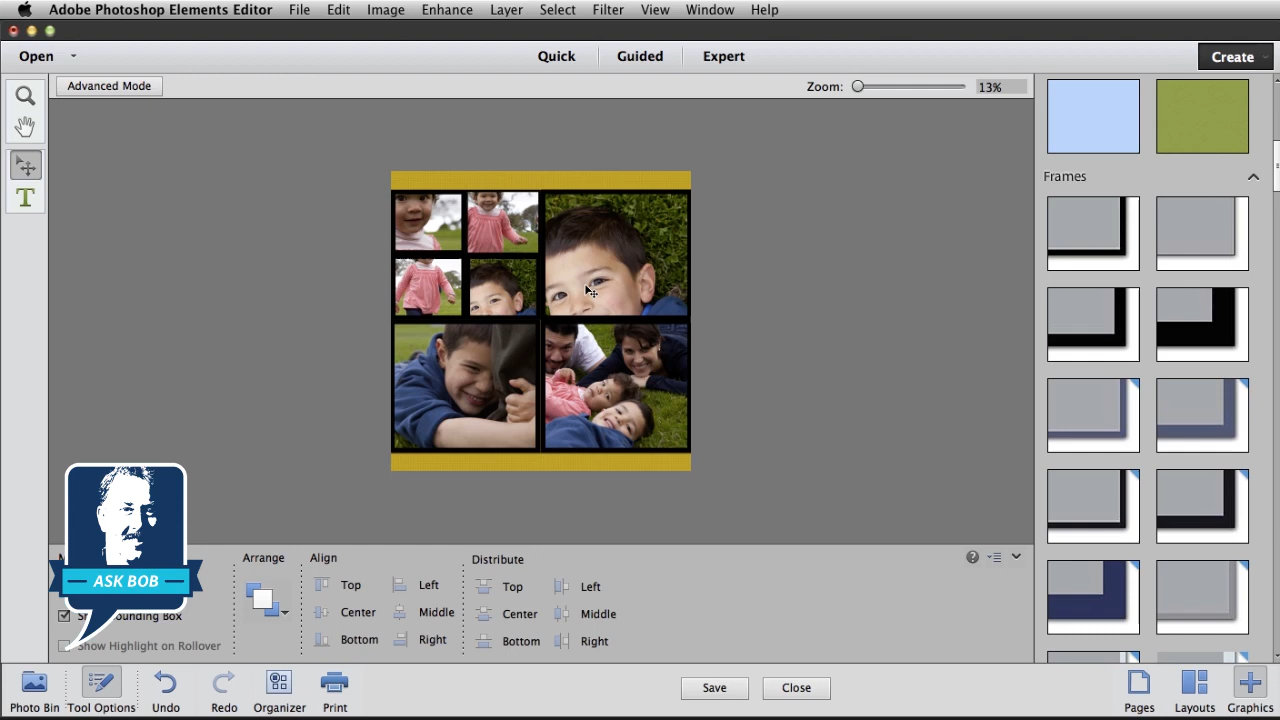 Adobe Photoshop Elements Editor File Edit Image Enhance Layer Select Filter View Window Help
Open Quick Guided Expert Create
Advanced Mode Zoom: 13%
Frames
Arrange Align Distribute
Top Left Top Left
Center Middle Center Middle
Bottom Right Bottom Right
ASK BOB
Show Highlight on Rollover
Photo Bin Tool Options Undo Redo Organizer Print Save Close Pages Layouts Graphics
T